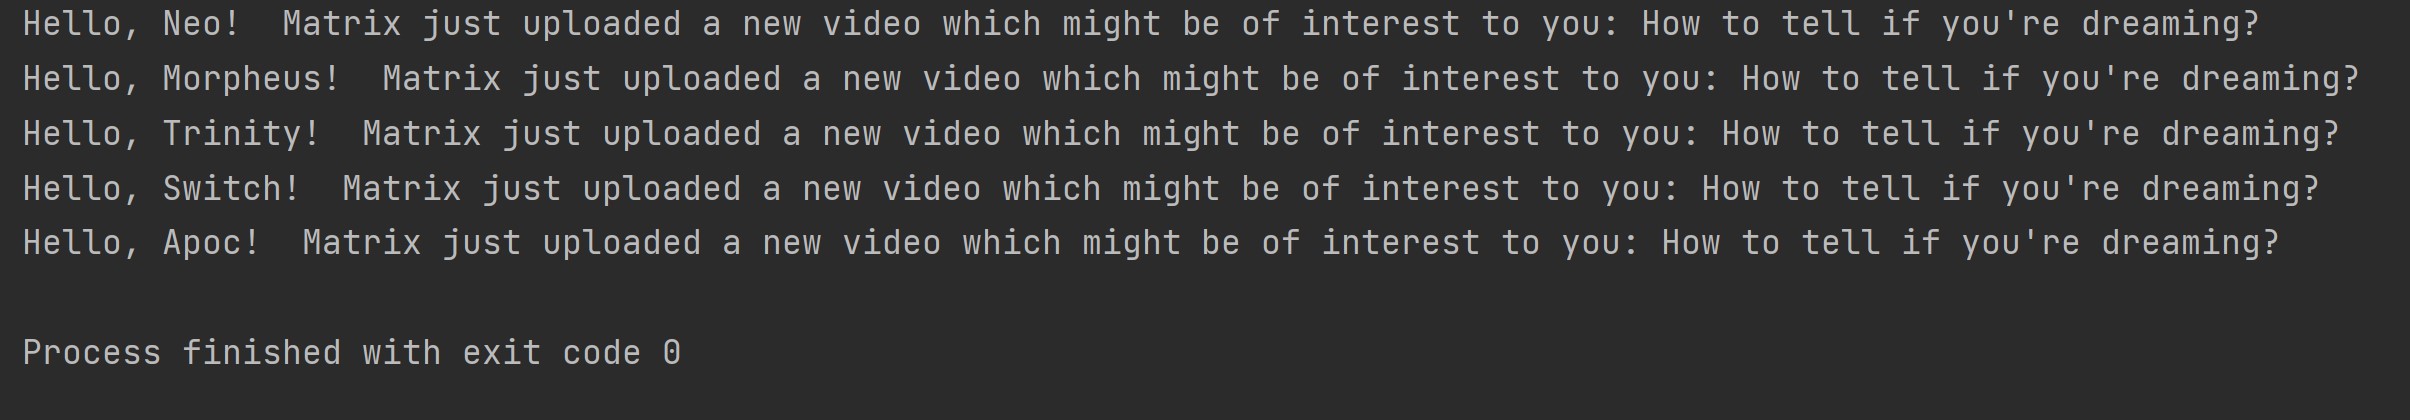 Hello, Neo!  Matrix just uploaded a new video which might be of interest to you: How to tell if you're dreaming?
Hello, Morpheus!  Matrix just uploaded a new video which might be of interest to you: How to tell if you're dreaming?
Hello, Trinity!  Matrix just uploaded a new video which might be of interest to you: How to tell if you're dreaming?
Hello, Switch!  Matrix just uploaded a new video which might be of interest to you: How to tell if you're dreaming?
Hello, Apoc!  Matrix just uploaded a new video which might be of interest to you: How to tell if you're dreaming?
Process finished with exit code 0